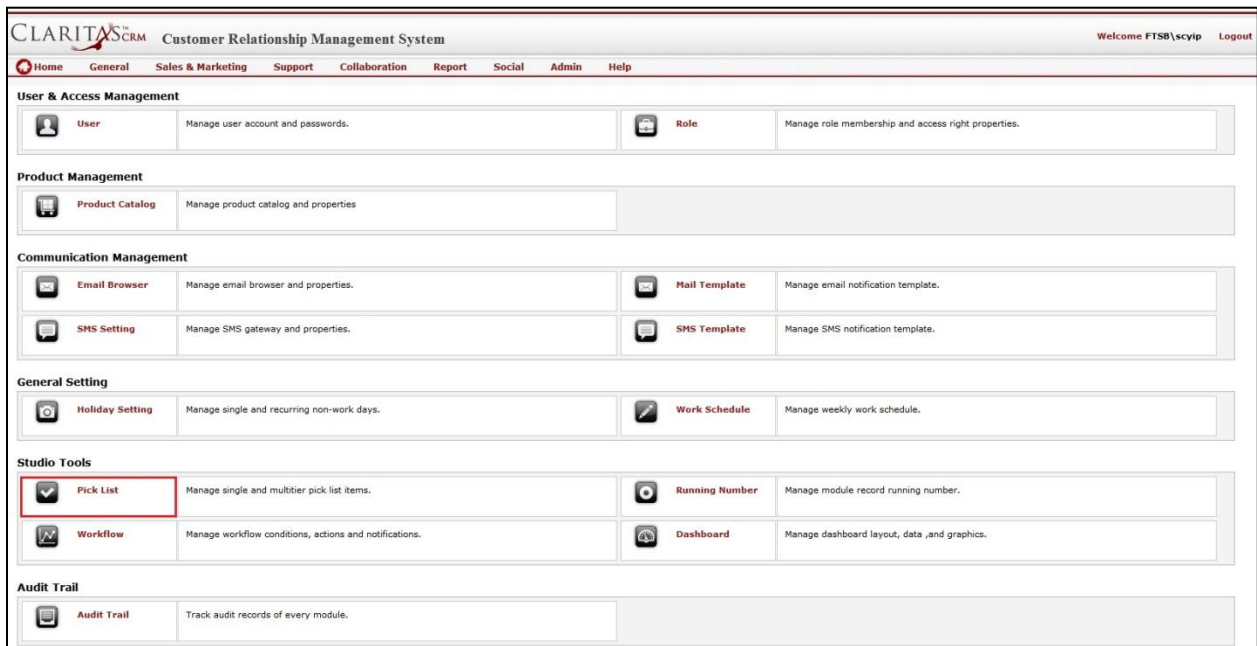 CLARITAS™ CRM Customer Relationship Management System Welcome FTSB\scyip Logout
Home General Sales & Marketing Support Collaboration Report Social Admin Help
User & Access Management
User Manage user account and passwords. Role Manage role membership and access right properties.
Product Management
Product Catalog Manage product catalog and properties
Communication Management
Email Browser Manage email browser and properties. Mail Template Manage email notification template.
SMS Setting Manage SMS gateway and properties. SMS Template Manage SMS notification template.
General Setting
Holiday Setting Manage single and recurring non-work days. Work Schedule Manage weekly work schedule.
Studio Tools
Pick List Manage single and multitier pick list items. Running Number Manage module record running number.
Workflow Manage workflow conditions, actions and notifications. Dashboard Manage dashboard layout, data ,and graphics.
Audit Trail
Audit Trail Track audit records of every module.